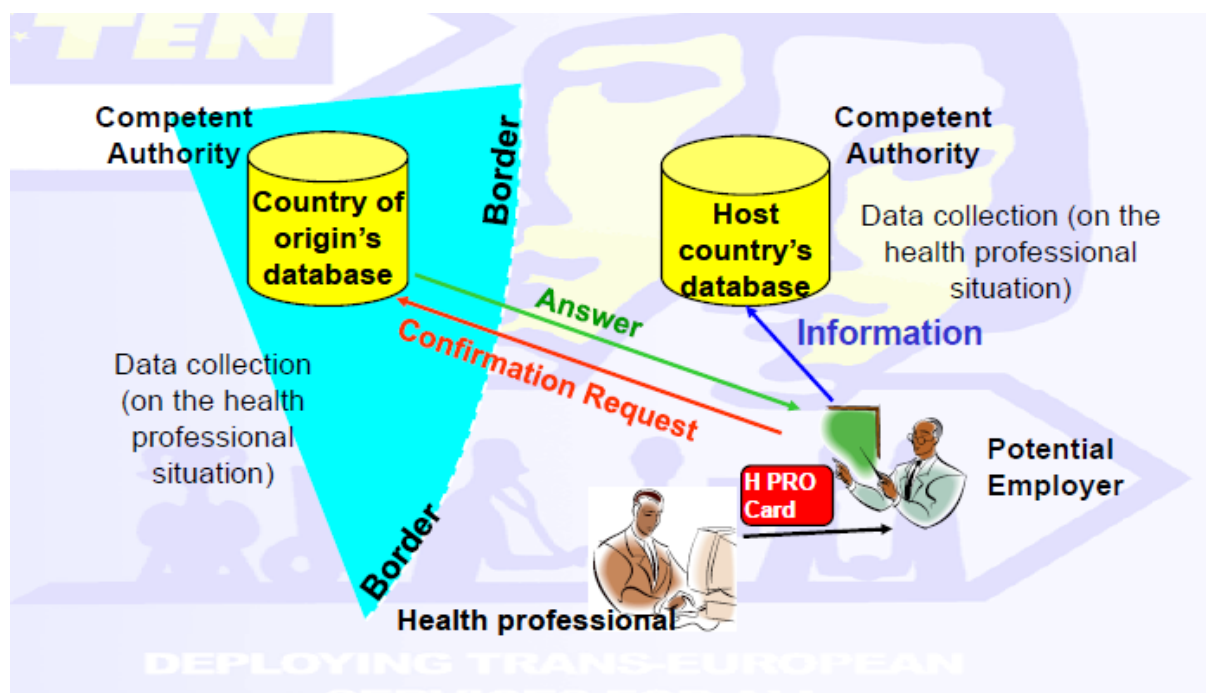 TEN
Competent
Authority
Country of
origin's
database
Border
Data collection
(on the health
professional
situation)
Border
Answer
Confirmation Request
Host
country's
database
Competent
Authority
Data collection (on the
health professional
situation)
Information
H PRO
Card
Potential
Employer
Health professional
DEPLOYING TRANS-EUROPEAN